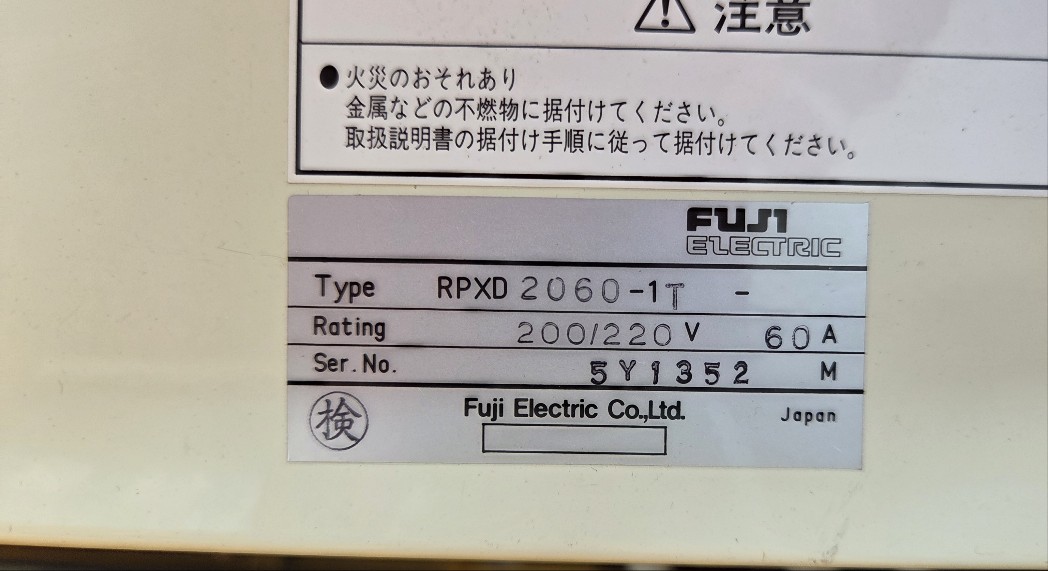 注意
●火災のおそれあり
金属などの不燃物に据付けてください。
取扱説明書の据付け手順に従って据付けてください。
FUJI
ELECTRIC
Type RPXD 2060-1T -
Rating 200/220 V 60 A
Ser.No. 5Y1352 M
検 Fuji Electric Co.,Ltd. Japan